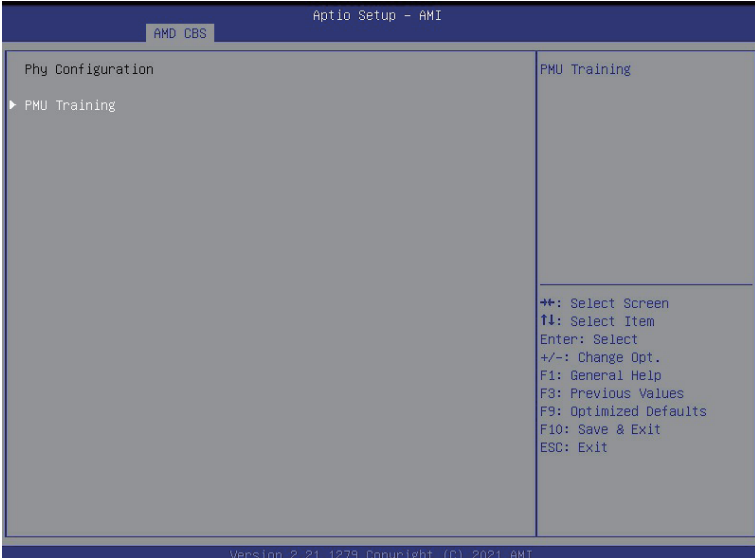 Aptio Setup – AMI
AMD CBS
Phy Configuration
▶ PMU Training
PMU Training
→←: Select Screen
↑↓: Select Item
Enter: Select
+/-: Change Opt.
F1: General Help
F3: Previous Values
F9: Optimized Defaults
F10: Save & Exit
ESC: Exit
Version 2.21.1279 Copyright (C) 2021 AMI